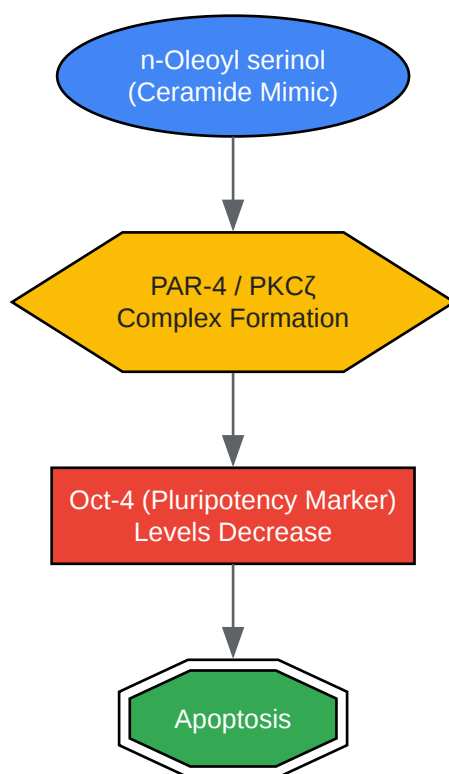 n-Oleoyl serinol
(Ceramide Mimic)
PAR-4 / PKCζ
Complex Formation
Oct-4 (Pluripotency Marker)
Levels Decrease
Apoptosis